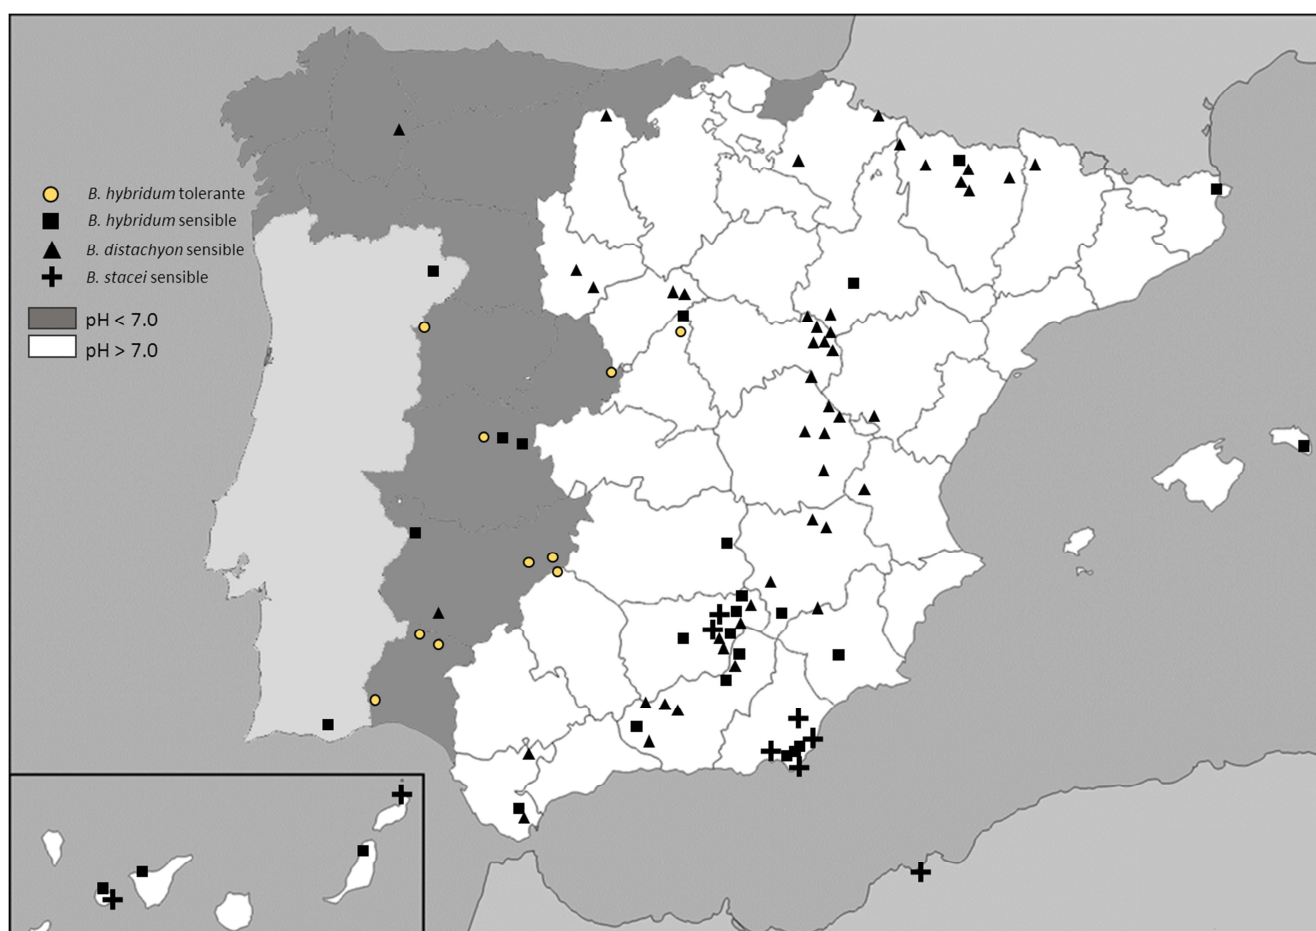 B. hybridum tolerante
B. hybridum sensible
B. distachyon sensible
B. stacei sensible
pH < 7.0
pH > 7.0